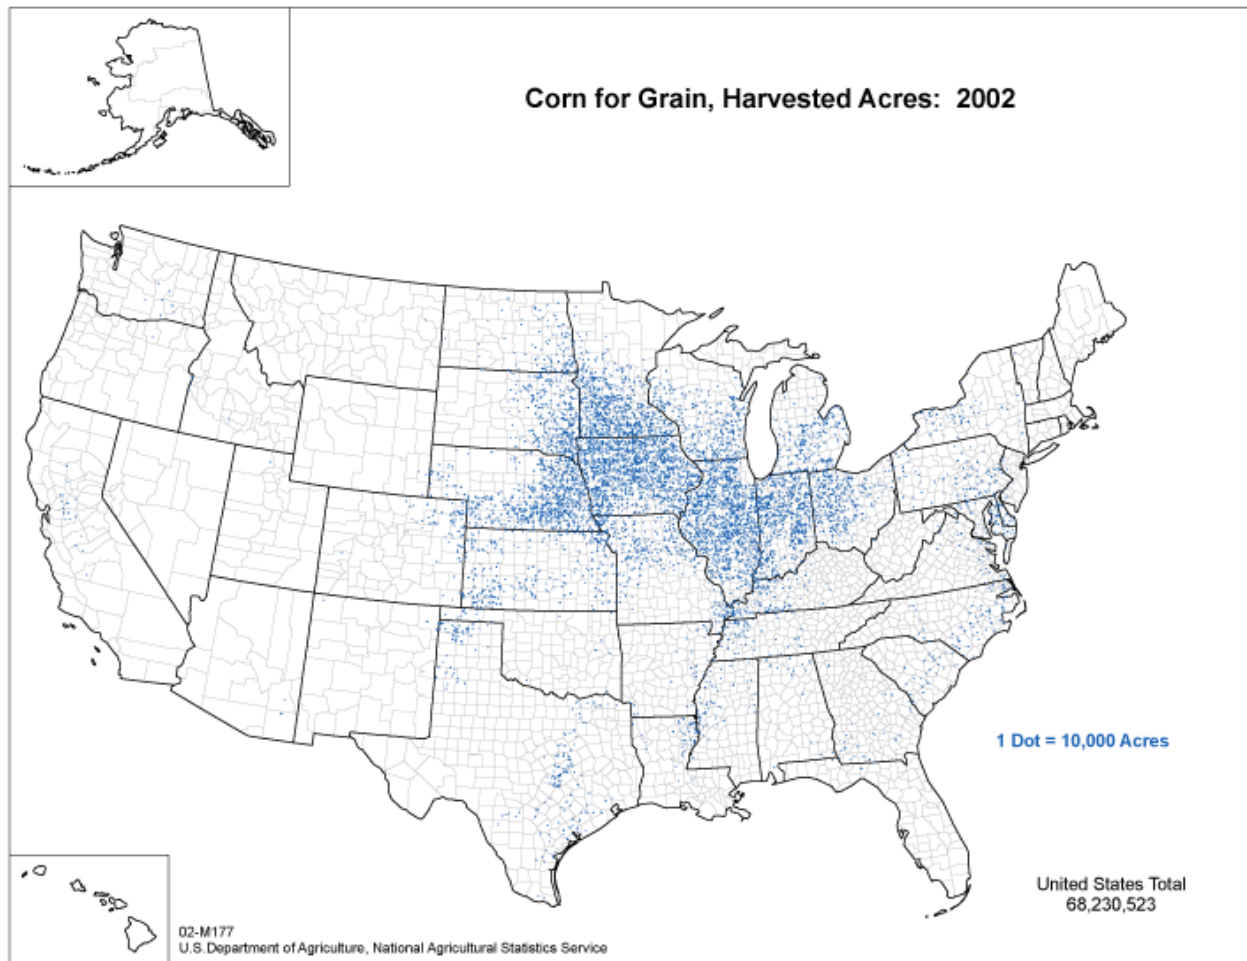 Corn for Grain, Harvested Acres: 2002
1 Dot = 10,000 Acres
United States Total
68,230,523
02-M177
U.S.Department of Agriculture, National Agricultural Statistics Service